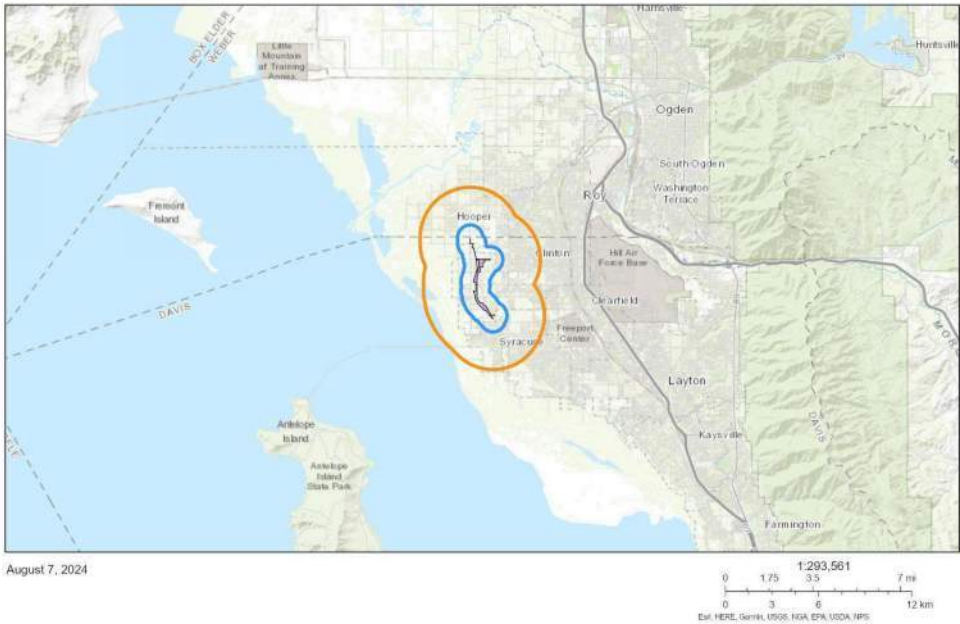 Harrisville
BOX ELDER
WEBER
Little
Mountain
af Training
Annex
Huntsville
Ogden
South Ogden
Washington
Terrace
Roy
Fremont
Island
Hooper
Clinton
Hill Air
Force Base
DAVIS
Clearfield
Freeport
Center
Syracuse
Layton
Antelope
Island
Kaysville
DAVIS
Antelope
Island
State Park
Farmington
August 7, 2024
1:293,561
0 1.75 3.5 7 mi
0 3 6 12 km
Esri, HERE, Garmin, USGS, NGA, EPA, USDA, NPS